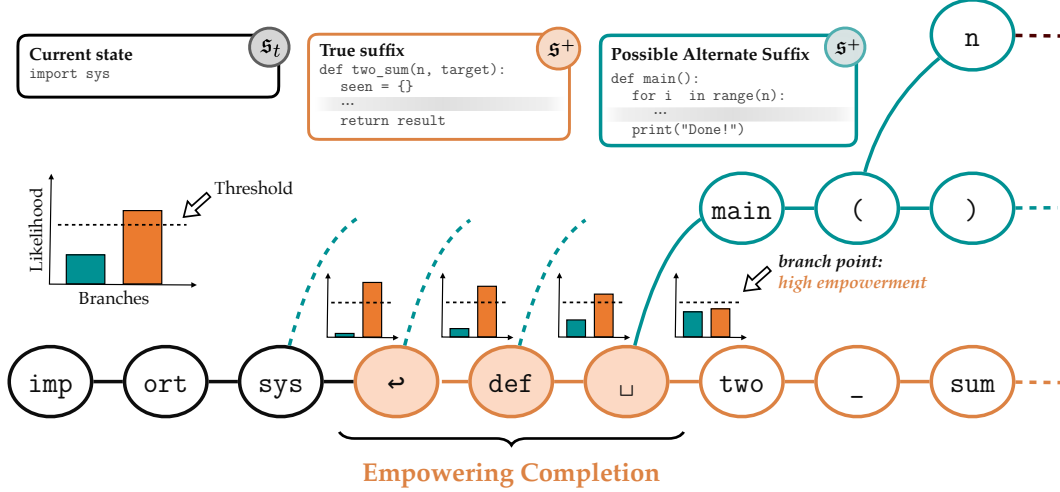 Current state
𝔰t
import sys
True suffix
𝔰+
def two_sum(n, target):
seen = {}
...
return result
Possible Alternate Suffix
𝔰+
def main():
for i in range(n):
...
print("Done!")
n
Likelihood
Threshold
Branches
main
(
)
branch point:
high empowerment
imp
ort
sys
↩
def
␣
two
_
sum
Empowering Completion